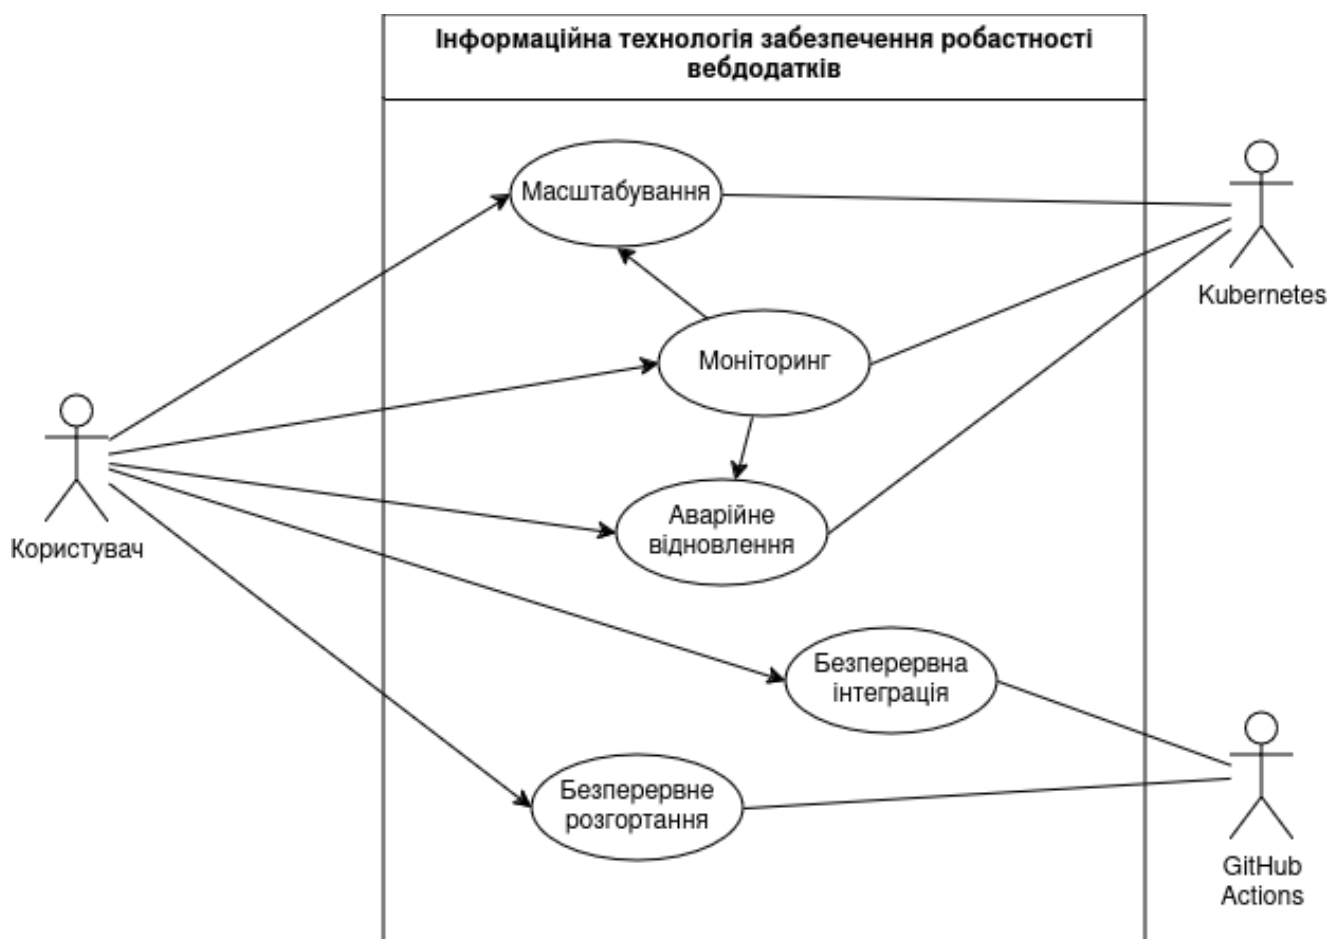 Інформаційна технологія забезпечення робастності
вебдодатків
Масштабування
Kubernetes
Моніторинг
Користувач
Аварійне
відновлення
Безперервна
інтеграція
Безперервне
розгортання
GitHub
Actions